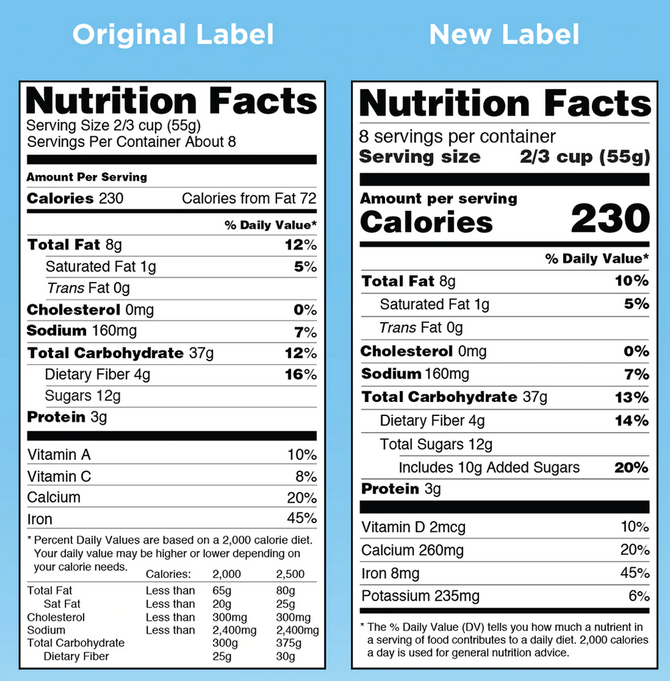 Original Label
Nutrition Facts
Serving Size 2/3 cup (55g)
Servings Per Container About 8
Amount Per Serving
Calories 230 Calories from Fat 72
% Daily Value*
Total Fat 8g 12%
Saturated Fat 1g 5%
Trans Fat 0g
Cholesterol 0mg 0%
Sodium 160mg 7%
Total Carbohydrate 37g 12%
Dietary Fiber 4g 16%
Sugars 12g
Protein 3g
Vitamin A 10%
Vitamin C 8%
Calcium 20%
Iron 45%
* Percent Daily Values are based on a 2,000 calorie diet.
Your daily value may be higher or lower depending on
your calorie needs.
Calories: 2,000 2,500
Total Fat Less than 65g 80g
Sat Fat Less than 20g 25g
Cholesterol Less than 300mg 300mg
Sodium Less than 2,400mg 2,400mg
Total Carbohydrate 300g 375g
Dietary Fiber 25g 30g
New Label
Nutrition Facts
8 servings per container
Serving size 2/3 cup (55g)
Amount per serving
Calories 230
% Daily Value*
Total Fat 8g 10%
Saturated Fat 1g 5%
Trans Fat 0g
Cholesterol 0mg 0%
Sodium 160mg 7%
Total Carbohydrate 37g 13%
Dietary Fiber 4g 14%
Total Sugars 12g
Includes 10g Added Sugars 20%
Protein 3g
Vitamin D 2mcg 10%
Calcium 260mg 20%
Iron 8mg 45%
Potassium 235mg 6%
* The % Daily Value (DV) tells you how much a nutrient in
a serving of food contributes to a daily diet. 2,000 calories
a day is used for general nutrition advice.